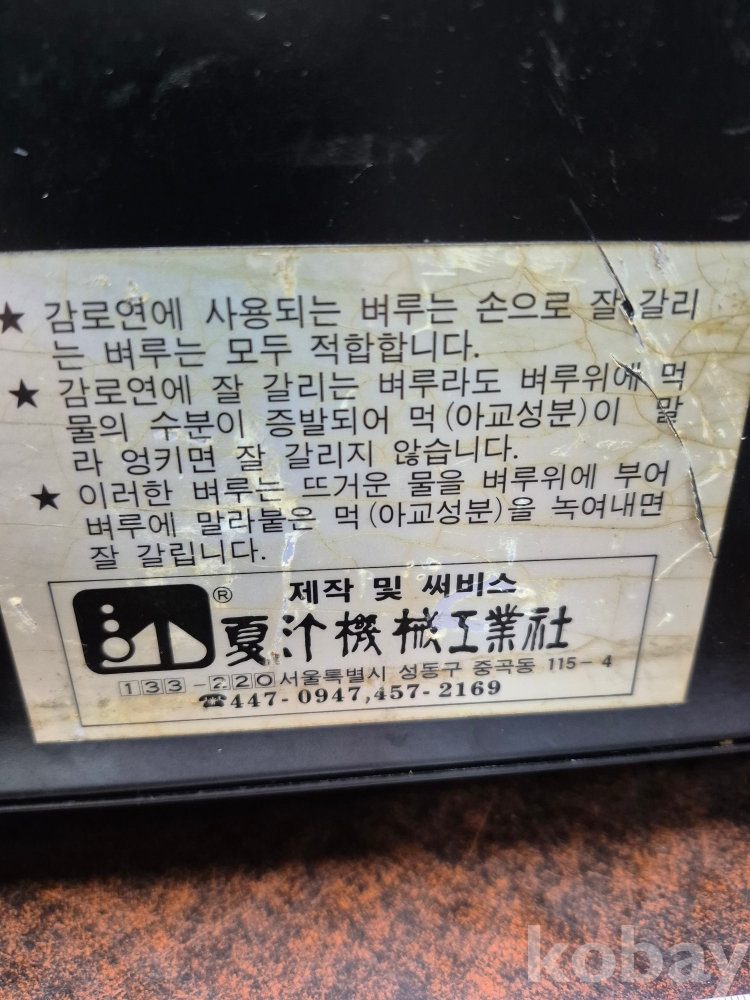 ★ 감로연에 사용되는 벼루는 손으로 잘 갈리
는 벼루는 모두 적합합니다.
★ 감로연에 잘 갈리는 벼루라도 벼루위에 먹
물의 수분이 증발되어 먹(아교성분)이 말
라 엉키면 잘 갈리지 않습니다.
★ 이러한 벼루는 뜨거운 물을 벼루위에 부어
벼루에 말라붙은 먹(아교성분)을 녹여내면
잘 갈립니다.
® 제작 및 써비스
夏汁機械工業社
133-220 서울특별시 성동구 중곡동 115-4
☎447-0947,457-2169
kobay